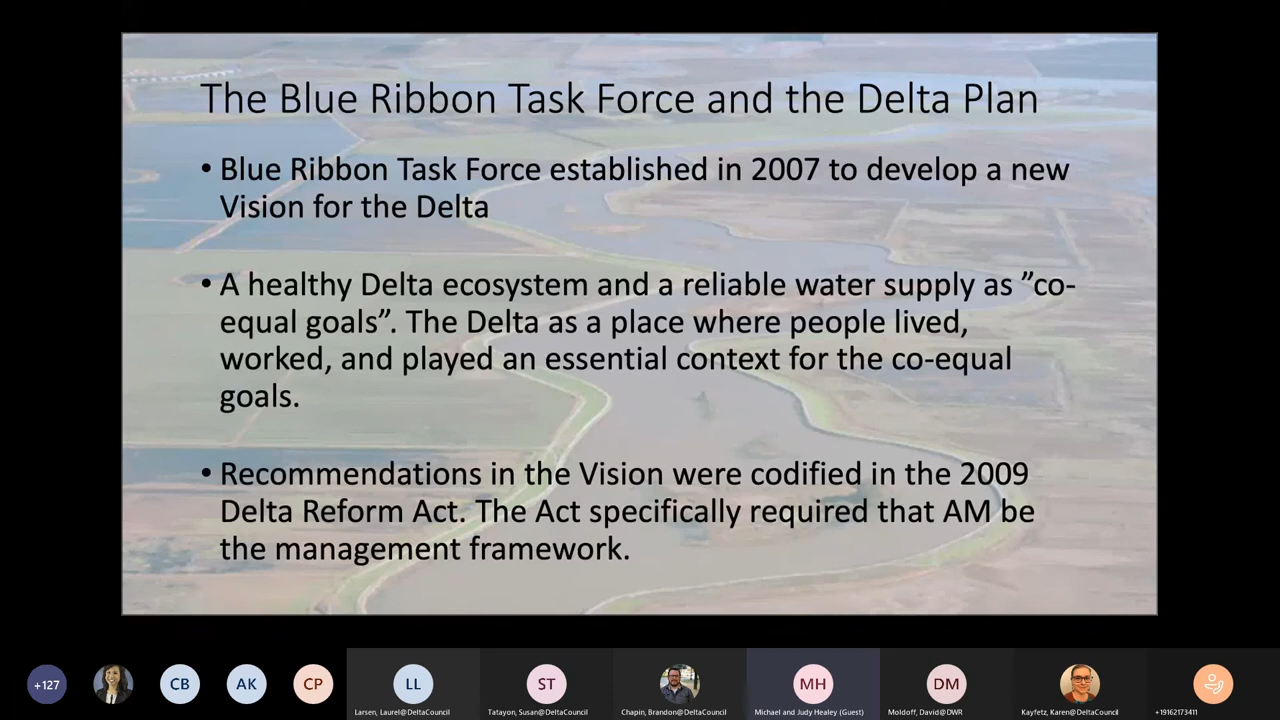 The Blue Ribbon Task Force and the Delta Plan
• Blue Ribbon Task Force established in 2007 to develop a new
Vision for the Delta
• A healthy Delta ecosystem and a reliable water supply as ”co-
equal goals”. The Delta as a place where people lived,
worked, and played an essential context for the co-equal
goals.
• Recommendations in the Vision were codified in the 2009
Delta Reform Act. The Act specifically required that AM be
the management framework.
+127
CB
AK
CP
LL
ST
MH
DM
Larsen, Laurel@DeltaCouncil
Tatayon, Susan@DeltaCouncil
Chapin, Brandon@DeltaCouncil
Michael and Judy Healey (Guest)
Moldoff, David@DWR
Kayfetz, Karen@DeltaCouncil
+19162173411